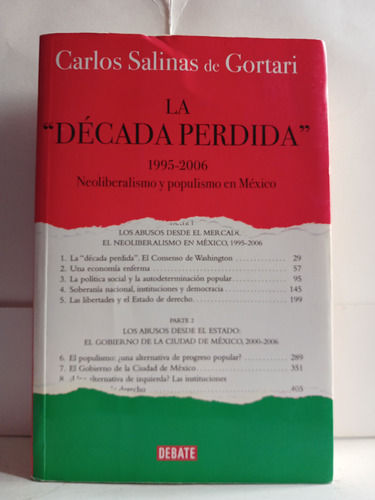 Carlos Salinas de Gortari
LA
“DÉCADA PERDIDA”
1995-2006
Neoliberalismo y populismo en México
LOS ABUSOS DESDE EL MERCADO:
EL NEOLIBERALISMO EN MÉXICO, 1995-2006
1. La “década perdida”. El Consenso de Washington 29
2. Una economía enferma 57
3. La política social y la autodeterminación popular 95
4. Soberanía nacional, instituciones y democracia 145
5. Las libertades y el Estado de derecho 199
PARTE 2
LOS ABUSOS DESDE EL ESTADO:
EL GOBIERNO DE LA CIUDAD DE MÉXICO, 2000-2006
6. El populismo: ¿una alternativa de progreso popular? 289
7. El Gobierno de la Ciudad de México 351
8. alternativa de izquierda? Las instituciones
derecho 405
DEBATE